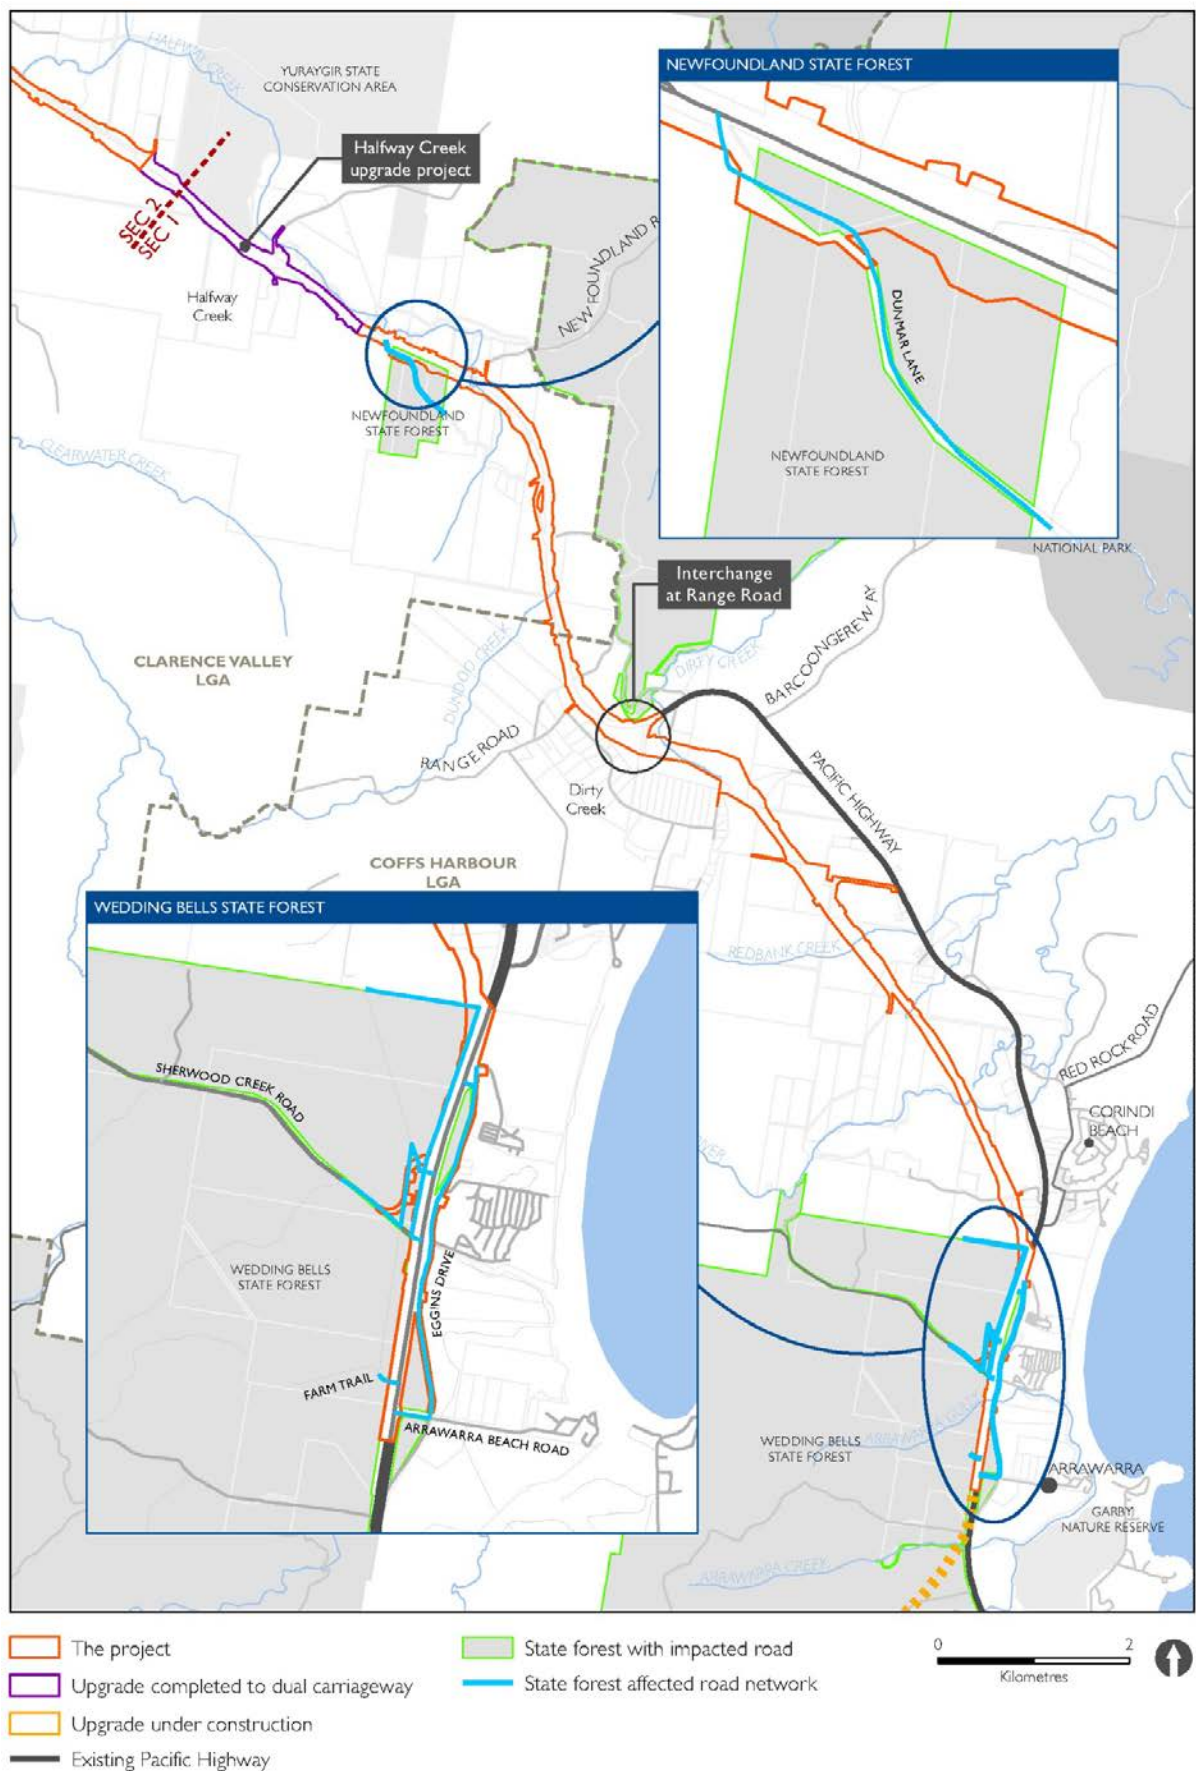 HALFWAY CREEK
YURAYGIR STATE
CONSERVATION AREA
NEWFOUNDLAND STATE FOREST
Halfway Creek
upgrade project
SEC 2
SEC 1
NEWFOUNDLAND R
Halfway
Creek
DUNMAR LANE
NEWFOUNDLAND
STATE FOREST
CLEARWATER CREEK
NEWFOUNDLAND
STATE FOREST
NATIONAL PARK
Interchange
at Range Road
BARCOONGEREWAY
DIRTY CREEK
CLARENCE VALLEY
LGA
DUNDOO CREEK
RANGE ROAD
PACIFIC HIGHWAY
Dirty
Creek
COFFS HARBOUR
LGA
WEDDING BELLS STATE FOREST
REDBANK CREEK
RED ROCK ROAD
SHERWOOD CREEK
ROAD
CORINDI
BEACH
VER
WEDDING BELLS
STATE FOREST
EGGINS DRIVE
FARM TRAIL
ARRAWARRA BEACH ROAD
ARRAWARRA GULLY
WEDDING BELLS
STATE FOREST
ARRAWARRA
GARBY
NATURE RESERVE
ARRAWARRA CREEK
The project
Upgrade completed to dual carriageway
Upgrade under construction
Existing Pacific Highway
State forest with impacted road
State forest affected road network
0 2
Kilometres